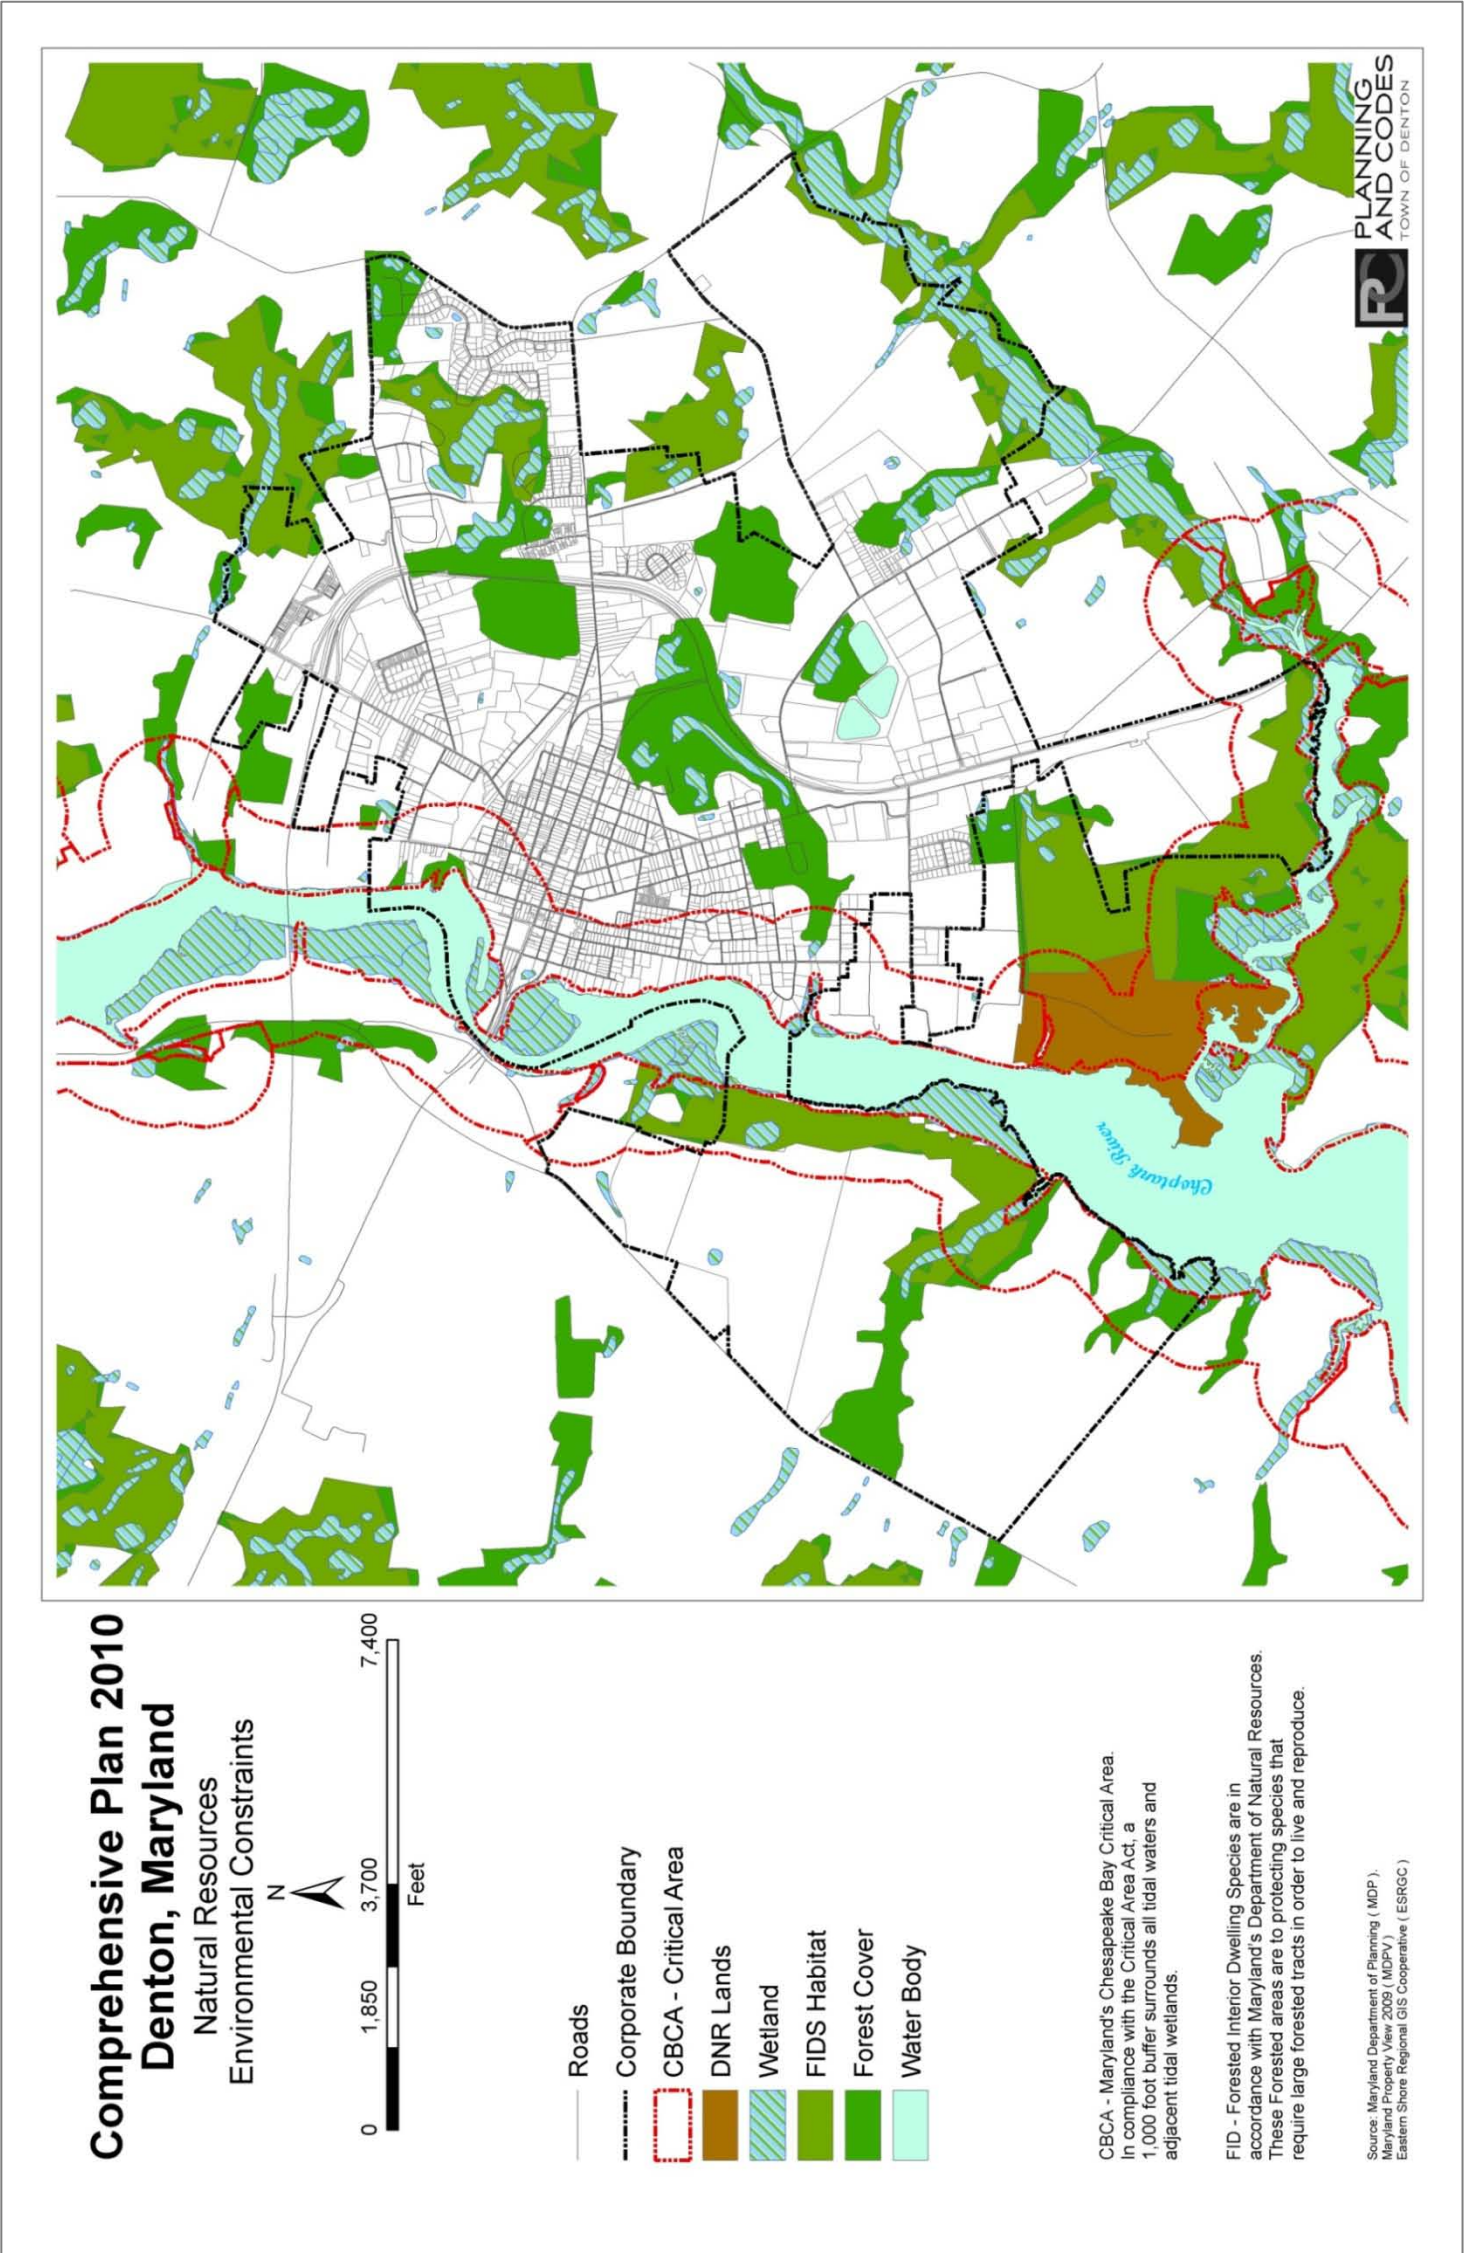 Comprehensive Plan 2010
Denton, Maryland
Natural Resources
Environmental Constraints
N
0 1,850 3,700 7,400
Feet
Roads
Corporate Boundary
CBCA - Critical Area
DNR Lands
Wetland
FIDS Habitat
Forest Cover
Water Body
CBCA - Maryland's Chesapeake Bay Critical Area.
In compliance with the Critical Area Act, a
1,000 foot buffer surrounds all tidal waters and
adjacent tidal wetlands.
FID - Forested Interior Dwelling Species are in
accordance with Maryland's Department of Natural Resources.
These Forested areas are to protecting species that
require large forested tracts in order to live and reproduce.
Source: Maryland Department of Planning ( MDP ).
Maryland Property View 2009 ( MDPV )
Eastern Shore Regional GIS Cooperative ( ESRGC )
Choptank River
PC
PLANNING
AND CODES
TOWN OF DENTON